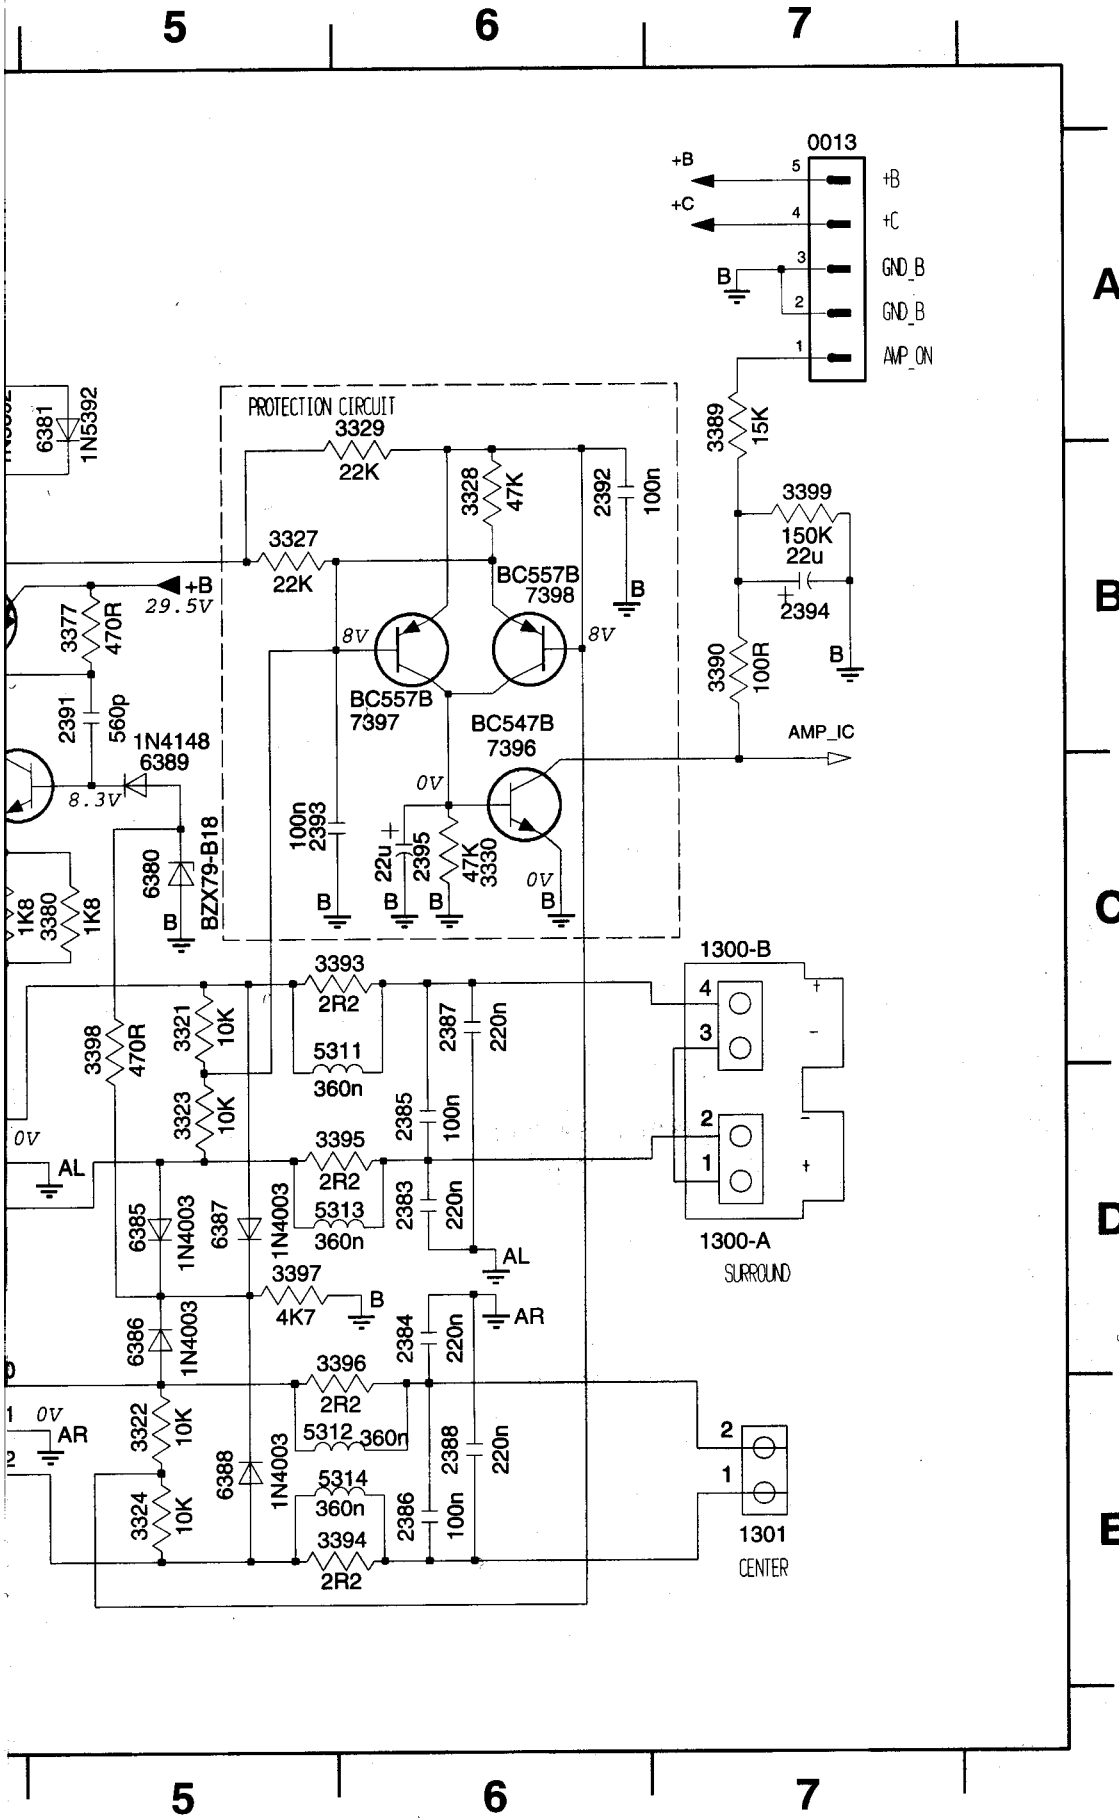 5 6 7
0013
+B 5 +B
+C 4 +C
3 GND_B
B
2 GND_B
A
1 AMP_ON
6381
1N5392
PROTECTION CIRCUIT
3329
22K
3328
47K
2392
100n
3389
15K
3399
150K
22u
+
2394
3327
22K
BC557B
7398
B
+B
29.5V
3377
470R
B
8V
8V
3390
100R
B
BC557B
7397
BC547B
7396
2391
560p
1N4148
6389
8.3V
AMP_IC
0V
100n
2393
22u
+
2395
47K
3330
0V
6380
BZX79-B18
B
B
B
B
B
1K8
3380
1K8
C
1300-B
3393
2R2
4
+
3
-
3398
470R
3321
10K
5311
360n
2387
220n
3323
10K
2385
100n
0V
AL
3395
2R2
2
-
1
+
5313
360n
2383
220n
6385
1N4003
6387
1N4003
D
1300-A
SURROUND
AL
3397
4K7
B
AR
6386
1N4003
2384
220n
3396
2R2
1 0V
AR
2
3322
10K
5312 360n
2388
220n
6388
1N4003
5314
360n
2386
100n
3324
10K
3394
2R2
2
1
1301
CENTER
E
5 6 7